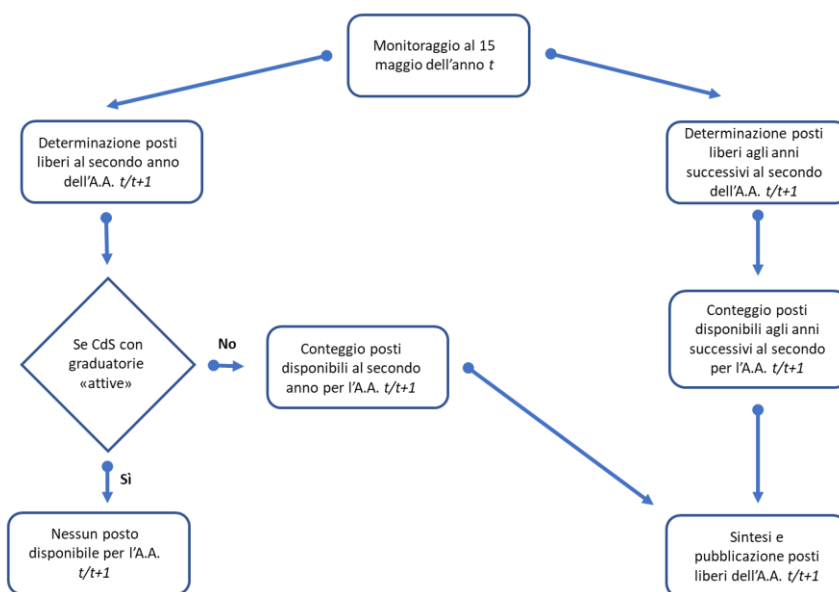 Monitoraggio al 15
maggio dell'anno t
Determinazione posti
liberi al secondo anno
dell'A.A. t/t+1
Determinazione posti
liberi agli anni
successivi al secondo
dell'A.A. t/t+1
Se CdS con
graduatorie
«attive»
No
Conteggio posti
disponibili al secondo
anno per l'A.A. t/t+1
Conteggio posti
disponibili agli anni
successivi al secondo
per l'A.A. t/t+1
Sì
Nessun posto
disponibile per l'A.A.
t/t+1
Sintesi e
pubblicazione posti
liberi dell'A.A. t/t+1